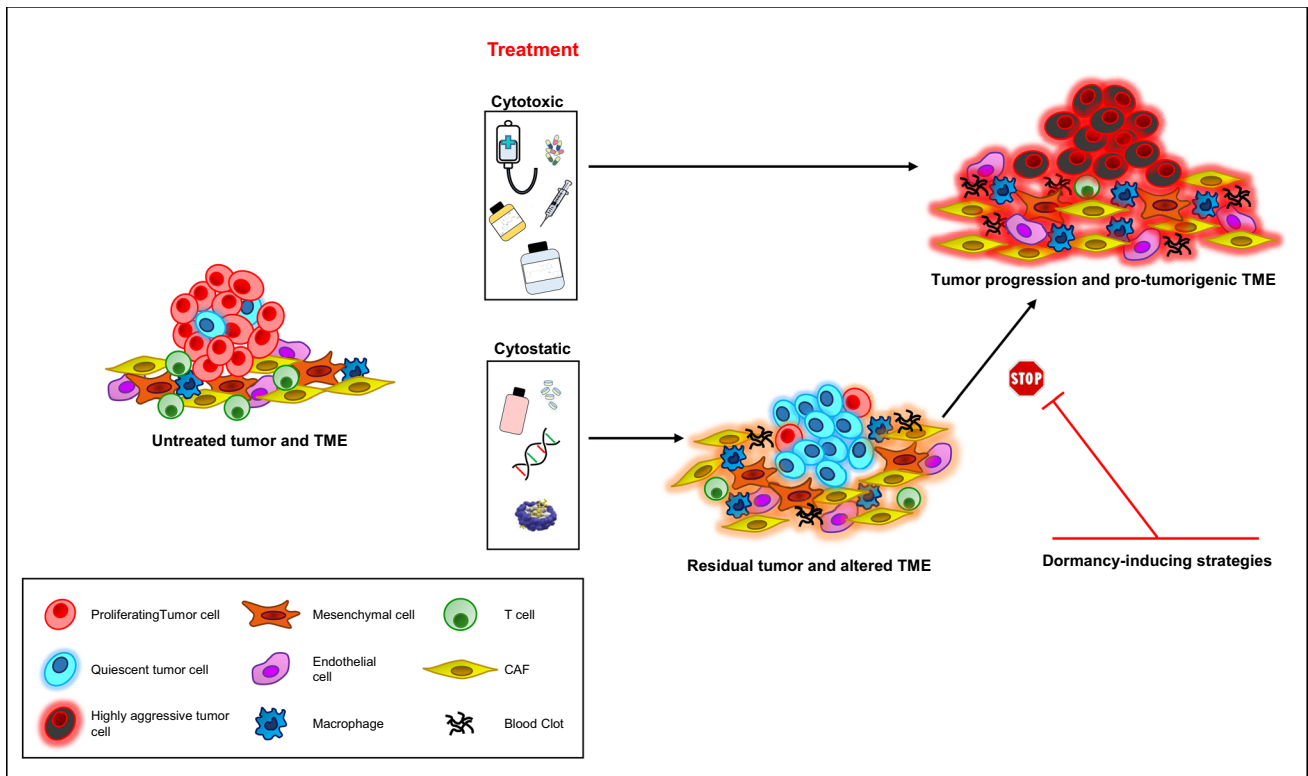 Treatment
Cytotoxic
Tumor progression and pro-tumorigenic TME
Untreated tumor and TME
Cytostatic
STOP
Residual tumor and altered TME
Dormancy-inducing strategies
ProliferatingTumor cell
Mesenchymal cell
T cell
Quiescent tumor cell
Endothelial
cell
CAF
Highly aggressive tumor
cell
Macrophage
Blood Clot